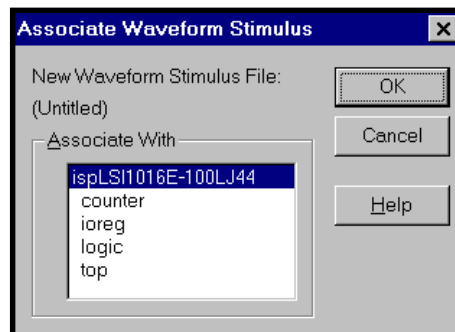 Associate Waveform Stimulus
New Waveform Stimulus File:
(Untitled)
OK
Cancel
Help
Associate With
ispLSI1016E-100LJ44
counter
ioreg
logic
top